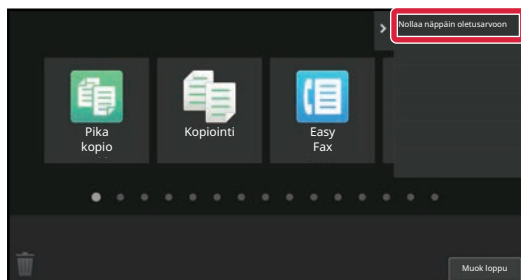 Nollaa näppäin oletusarvoon
Pika
kopio
Kopiointi
Easy
Fax
Muok loppu